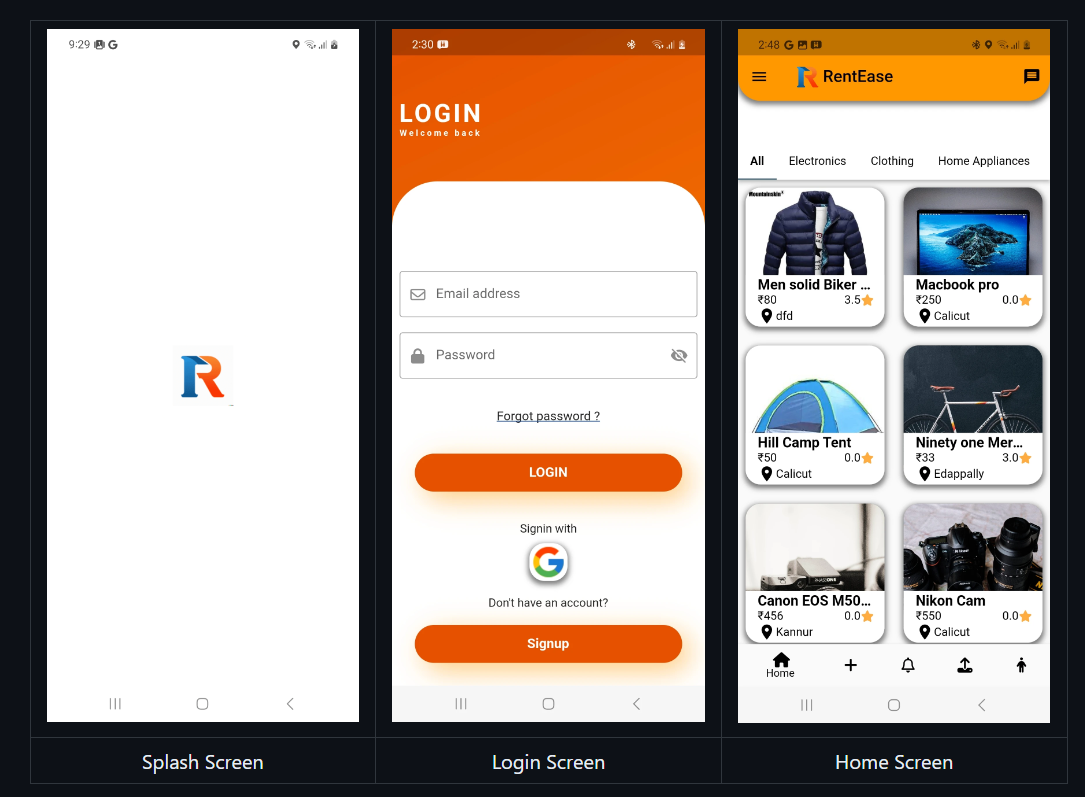 9:29
2:30
LOGIN
Welcome back
Email address
Password
Forgot password ?
LOGIN
Signin with
Don't have an account?
Signup
2:48
RentEase
All Electronics Clothing Home Appliances
Mountainskin
Men solid Biker ...
₹80 3.5
dfd
Macbook pro
₹250 0.0
Calicut
Hill Camp Tent
₹50 0.0
Calicut
Ninety one Mer...
₹33 3.0
Edappally
PHASEONE
Canon EOS M50...
₹456 0.0
Kannur
Nikon
Nikon Cam
₹550 0.0
Calicut
Home
Splash Screen
Login Screen
Home Screen